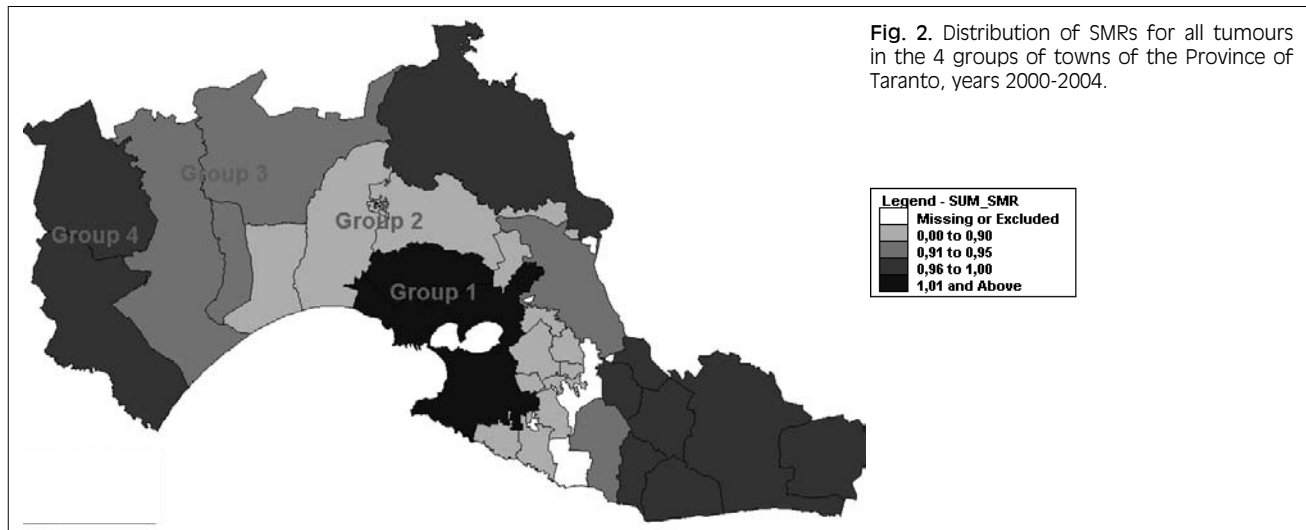 Fig. 2. Distribution of SMRs for all tumours
in the 4 groups of towns of the Province of
Taranto, years 2000-2004.
Group 3
Group 2
Group 4
Group 1
Legend - SUM_SMR
Missing or Excluded
0,00 to 0,90
0,91 to 0,95
0,96 to 1,00
1,01 and Above